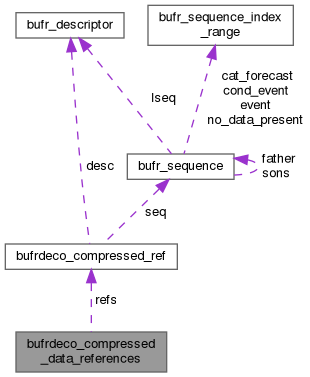 bufr_descriptor
bufr_sequence_index
_range
lseq
cat_forecast
cond_event
event
no_data_present
desc
bufr_sequence
father
sons
seq
bufrdeco_compressed_ref
refs
bufrdeco_compressed
_data_references